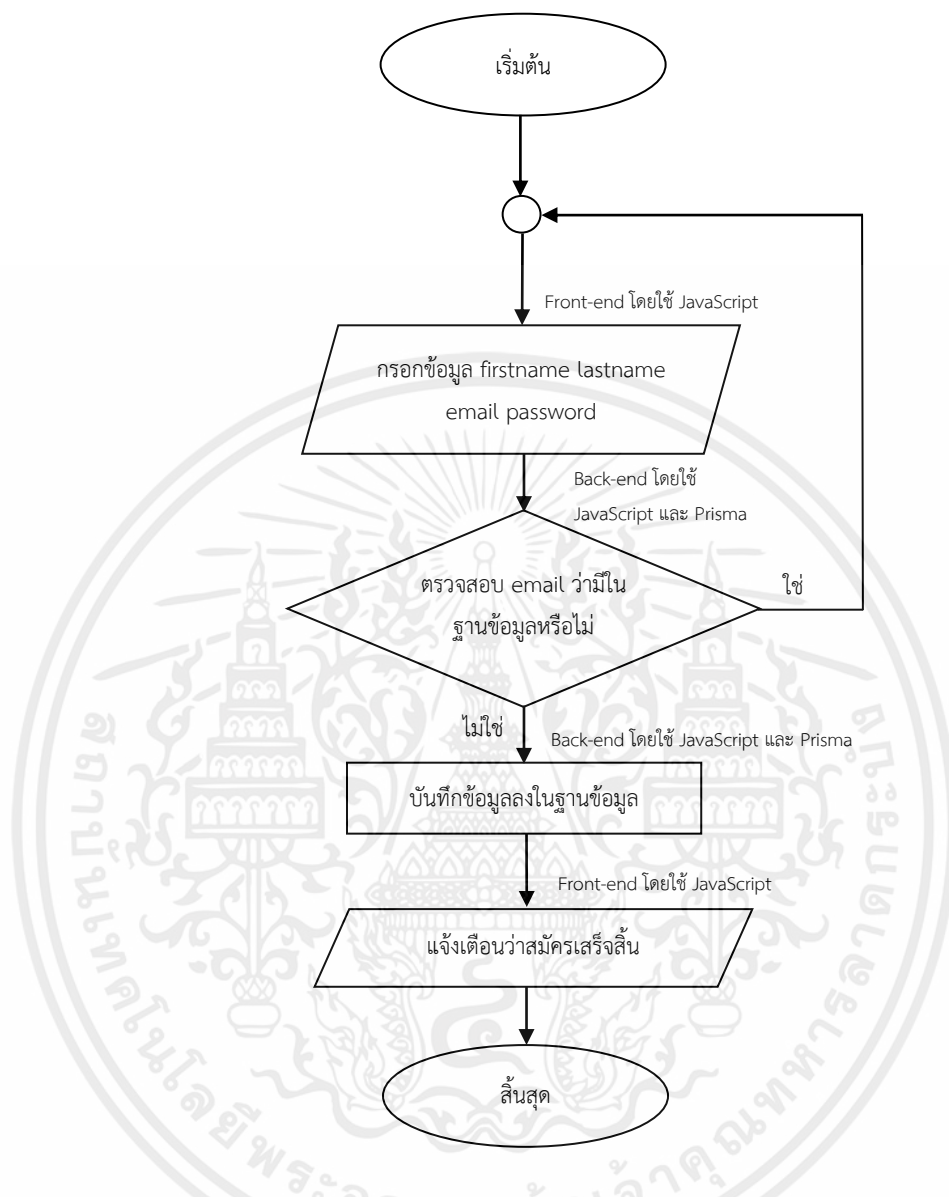 เริ่มต้น
Front-end โดยใช้ JavaScript
กรอกข้อมูล firstname lastname
email password
Back-end โดยใช้
JavaScript และ Prisma
ตรวจสอบ email ว่ามีใน
ฐานข้อมูลหรือไม่
ใช่
ไม่ใช่
Back-end โดยใช้ JavaScript และ Prisma
บันทึกข้อมูลลงในฐานข้อมูล
Front-end โดยใช้ JavaScript
แจ้งเตือนว่าสมัครเสร็จสิ้น
สิ้นสุด